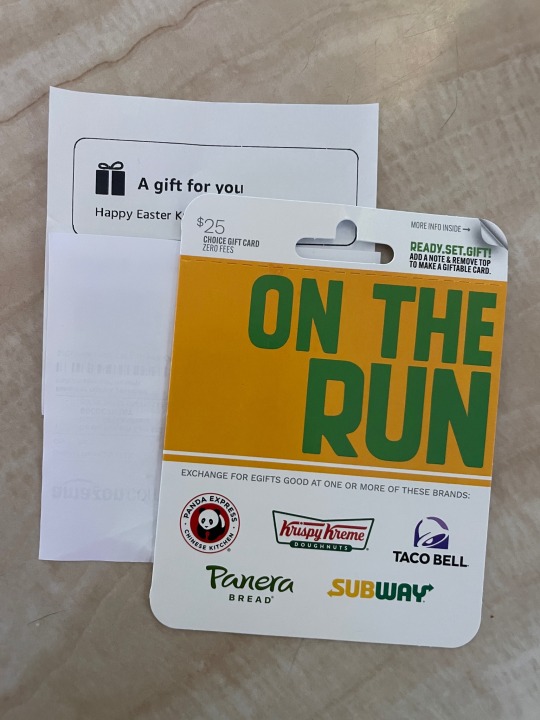 A gift for you
Happy Easter
$25
CHOICE GIFT CARD
ZERO FEES
MORE INFO INSIDE →
READY.SET.GIFT!
ADD A NOTE & REMOVE TOP
TO MAKE A GIFTABLE CARD.
ON THE
RUN
EXCHANGE FOR EGIFTS GOOD AT ONE OR MORE OF THESE BRANDS:
PANDA EXPRESS
CHINESE KITCHEN
Krispy Kreme
DOUGHNUTS
TACO BELL
Panera
BREAD®
SUBWAY